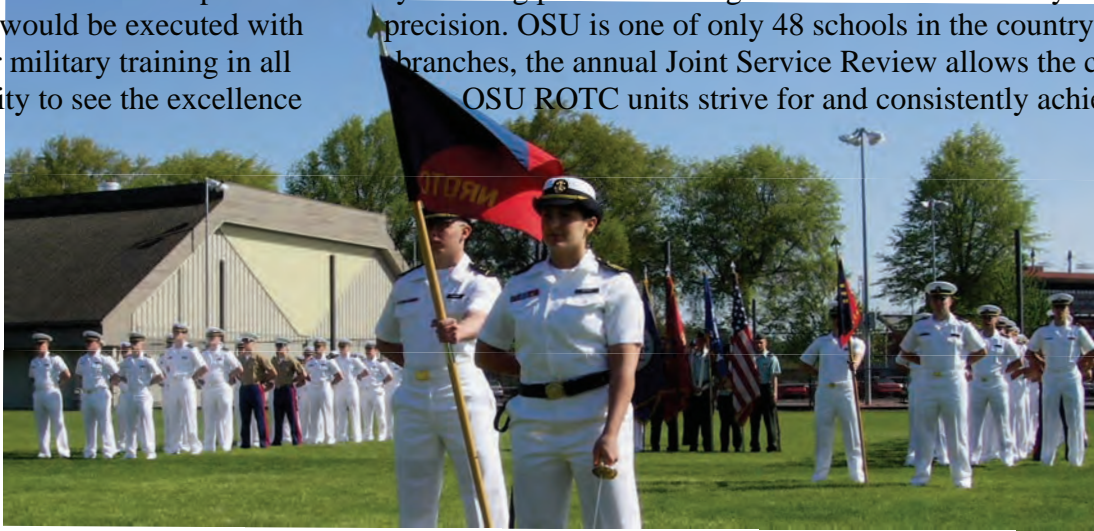 would be executed with precision. OSU is one of only 48 schools in the country
military training in all branches, the annual Joint Service Review allows the
ity to see the excellence OSU ROTC units strive for and consistently achie
NROTC